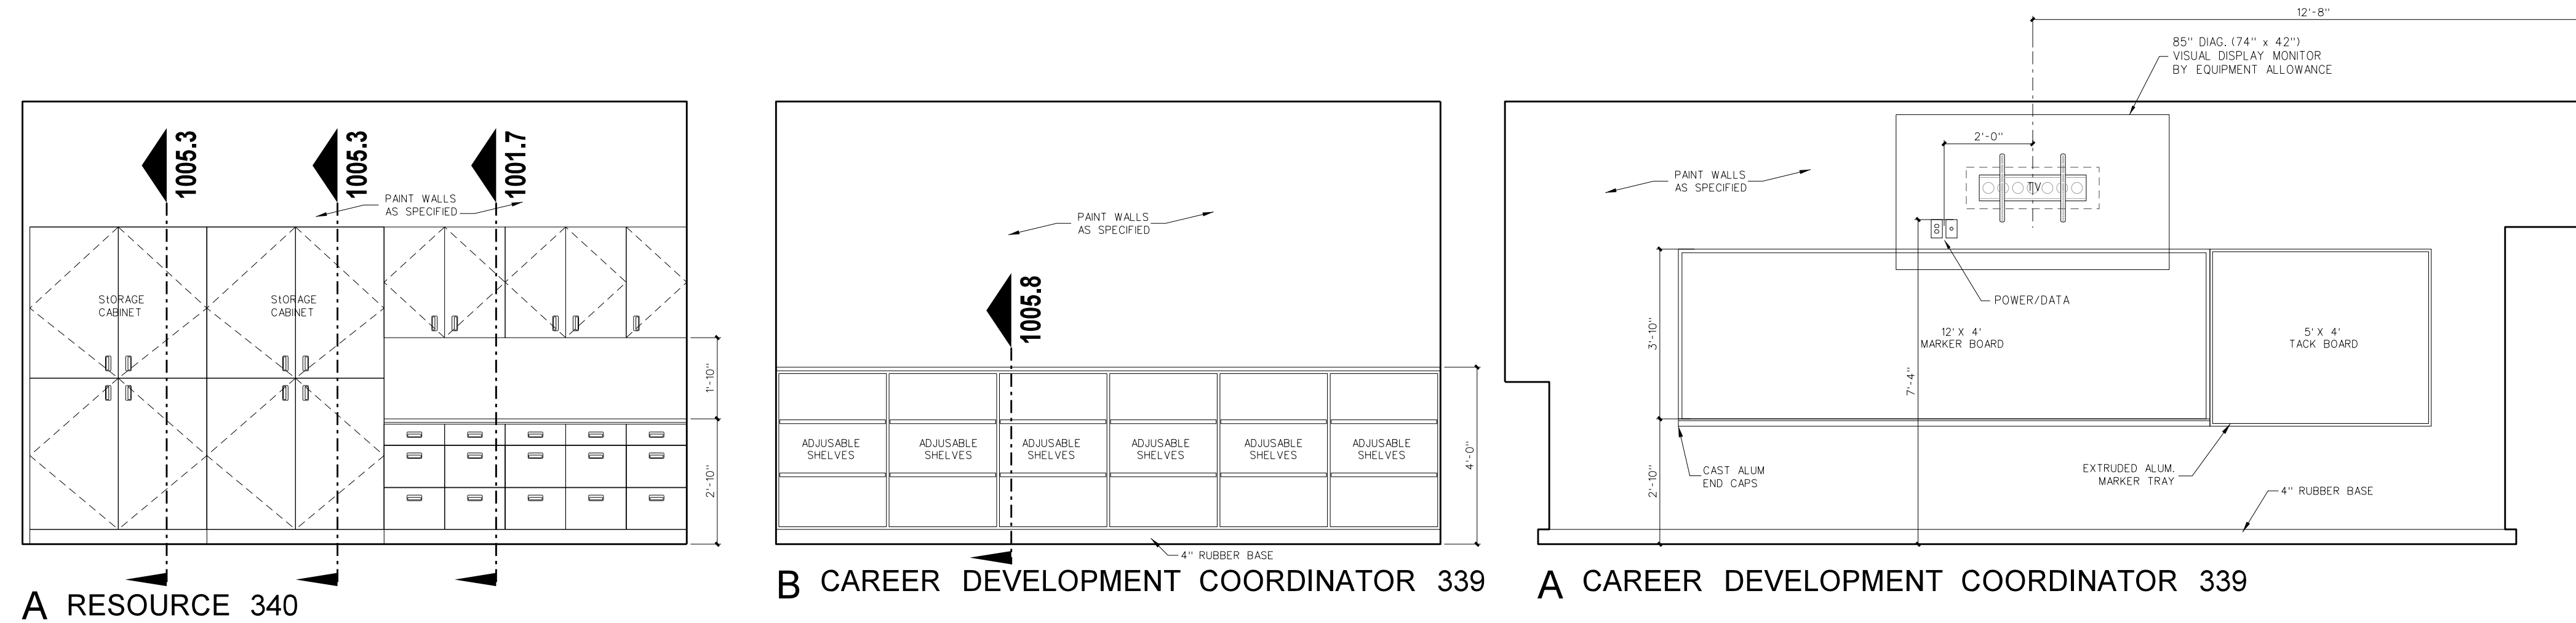 1005.3
1005.3
1001.7
PAINT WALLS
AS SPECIFIED
StORAGE
CABINET
StORAGE
CABINET
1'-10"
2'-10"
A RESOURCE 340
PAINT WALLS
AS SPECIFIED
1005.8
ADJUSABLE
SHELVES
ADJUSABLE
SHELVES
ADJUSABLE
SHELVES
ADJUSABLE
SHELVES
ADJUSABLE
SHELVES
ADJUSABLE
SHELVES
4'-0"
4" RUBBER BASE
B CAREER DEVELOPMENT COORDINATOR 339
12'-8"
85" DIAG. (74" x 42")
VISUAL DISPLAY MONITOR
BY EQUIPMENT ALLOWANCE
2'-0"
PAINT WALLS
AS SPECIFIED
TV
POWER/DATA
3'-10"
12' X 4'
MARKER BOARD
5' X 4'
TACK BOARD
7'-4"
CAST ALUM
END CAPS
EXTRUDED ALUM.
MARKER TRAY
2'-10"
4" RUBBER BASE
A CAREER DEVELOPMENT COORDINATOR 339